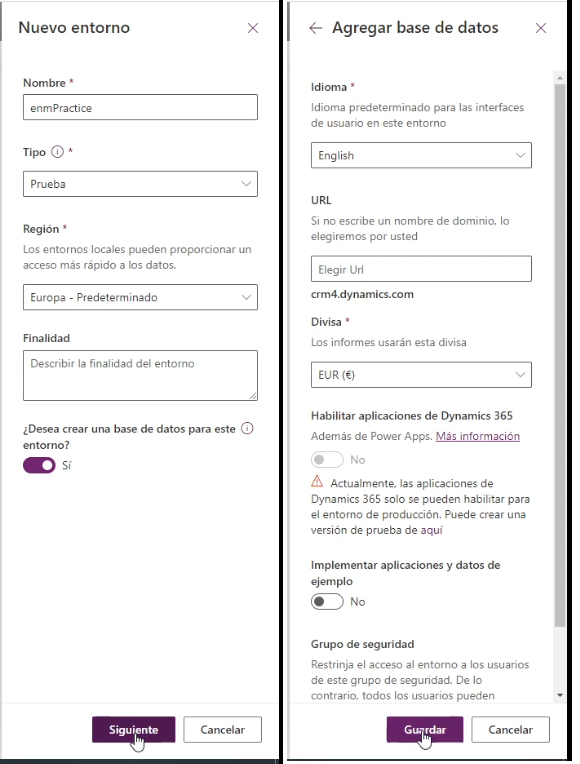 Nuevo entorno
Nombre *
enmPractice
Tipo *
Prueba
Región *
Los entornos locales pueden proporcionar un
acceso más rápido a los datos.
Europa - Predeterminado
Finalidad
Describir la finalidad del entorno
¿Desea crear una base de datos para este
entorno?
Sí
Siguiente
Cancelar
Agregar base de datos
Idioma *
Idioma predeterminado para las interfaces
de usuario en este entorno
English
URL
Si no escribe un nombre de dominio, lo
elegiremos por usted
Elegir Url
crm4.dynamics.com
Divisa *
Los informes usarán esta divisa
EUR (€)
Habilitar aplicaciones de Dynamics 365
Además de Power Apps. Más información
No
Actualmente, las aplicaciones de
Dynamics 365 solo se pueden habilitar para
el entorno de producción. Puede crear una
versión de prueba de aquí
Implementar aplicaciones y datos de
ejemplo
No
Grupo de seguridad
Restrinja el acceso al entorno a los usuarios
de este grupo de seguridad. De lo
contrario, todos los usuarios pueden
Guardar
Cancelar